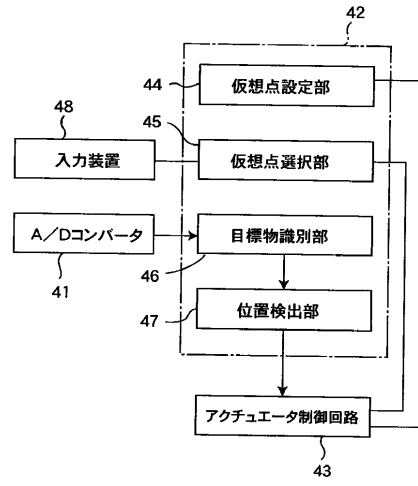 42
44
仮想点設定部
48
45
入力装置
仮想点選択部
A/Dコンバータ
目標物識別部
41
46
47
位置検出部
アクチュエータ制御回路
43